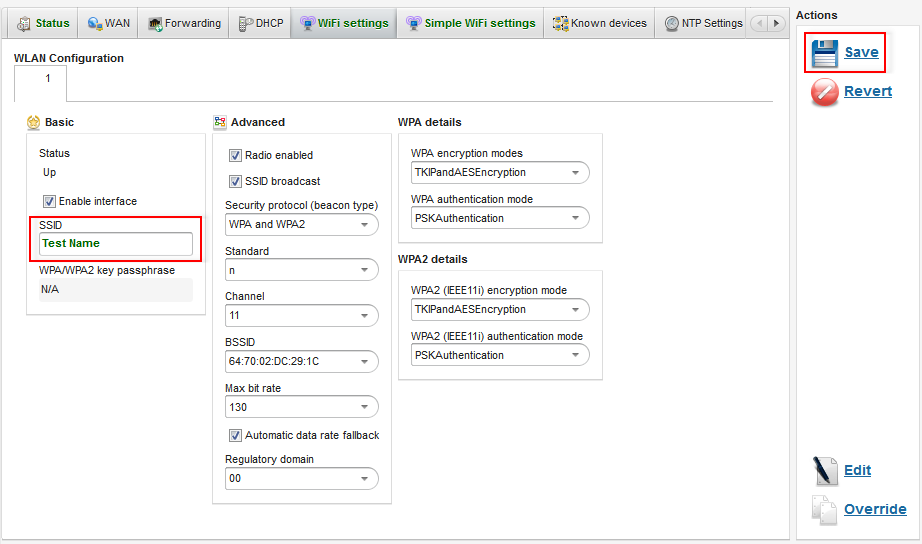 Status
WAN
Forwarding
DHCP
WiFi settings
Simple WiFi settings
Known devices
NTP Settings
Actions
Save
Revert
WLAN Configuration
1
Basic
Status
Up
Enable interface
SSID
Test Name
WPA/WPA2 key passphrase
N/A
Advanced
Radio enabled
SSID broadcast
Security protocol (beacon type)
WPA and WPA2
Standard
n
Channel
11
BSSID
64:70:02:DC:29:1C
Max bit rate
130
Automatic data rate fallback
Regulatory domain
00
WPA details
WPA encryption modes
TKIPandAESEncryption
WPA authentication mode
PSKAuthentication
WPA2 details
WPA2 (IEEE11i) encryption mode
TKIPandAESEncryption
WPA2 (IEEE11i) authentication mode
PSKAuthentication
Edit
Override